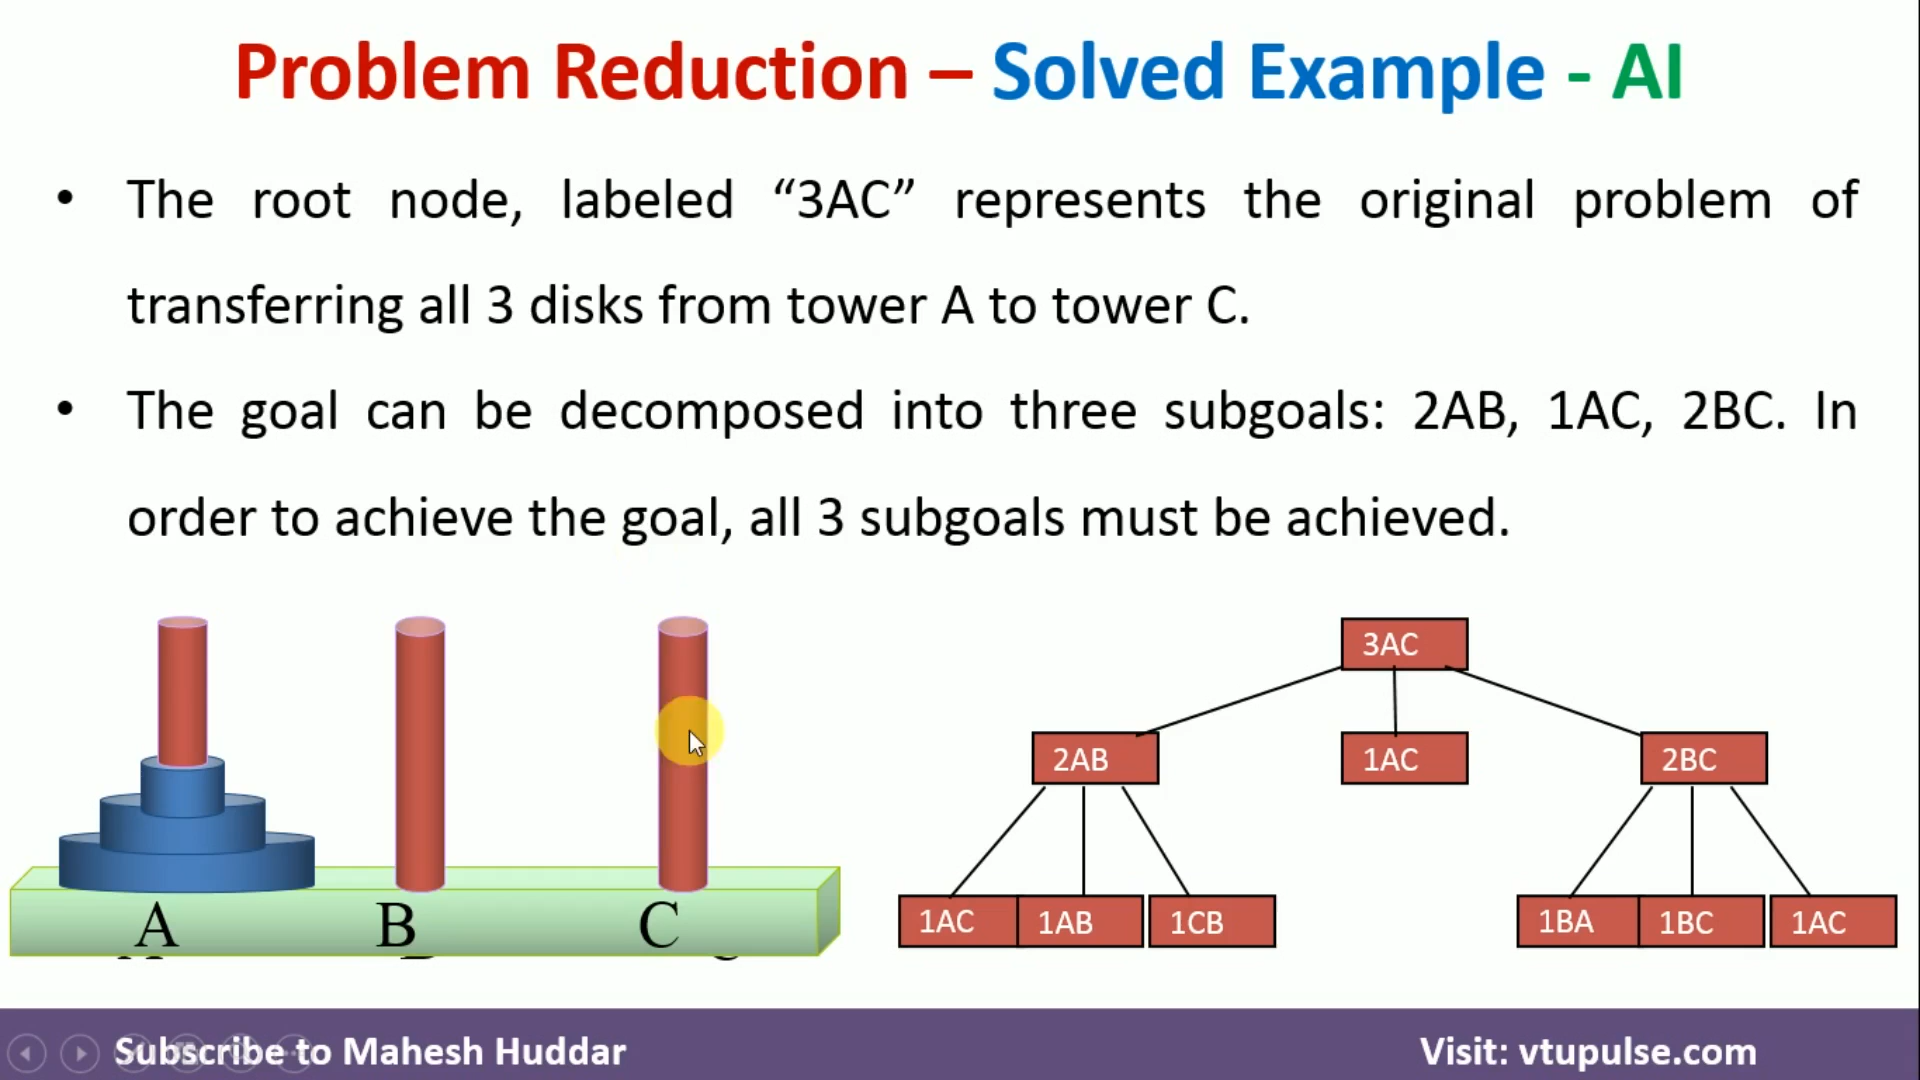 Problem Reduction – Solved Example - AI
• The root node, labeled “3AC” represents the original problem of
transferring all 3 disks from tower A to tower C.
• The goal can be decomposed into three subgoals: 2AB, 1AC, 2BC. In
order to achieve the goal, all 3 subgoals must be achieved.
3AC
2AB 1AC 2BC
1AC 1AB 1CB 1BA 1BC 1AC
A B C
Subscribe to Mahesh Huddar
Visit: vtupulse.com